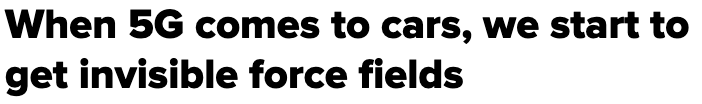 When 5G comes to cars, we start to
get invisible force fields